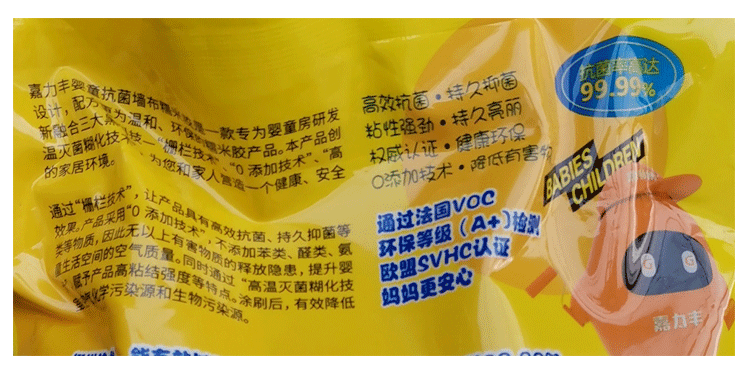 嘉力丰婴童抗菌墙布糯米胶是一款专为婴童房研发
设计，配方更为温和、环保的糯米胶产品。本产品创
新融合三大技术—“栅栏技术”、“0 添加技术”、“高
温灭菌糊化技术”，为您和家人营造一个健康、安全
的家居环境。
通过“栅栏技术”，让产品具有高效抗菌、持久抑菌等
效果。产品采用“0 添加技术”，不添加苯类、醛类、氨
类等物质，因此无以上有害物质的释放隐患，提升婴
生活空间的空气质量。同时通过“高温灭菌糊化技
赋予产品高粘结强度等特点。涂刷后，有效降低
化学污染源和生物污染源。
高效抗菌·持久抑菌
粘性强劲·持久亮丽
权威认证·健康环保
0添加技术·降低有害物
通过法国VOC
环保等级（A+）检测
欧盟SVHC认证
妈妈更安心
抗菌率高达
99.99%
BABIES
CHILDREN
嘉力丰